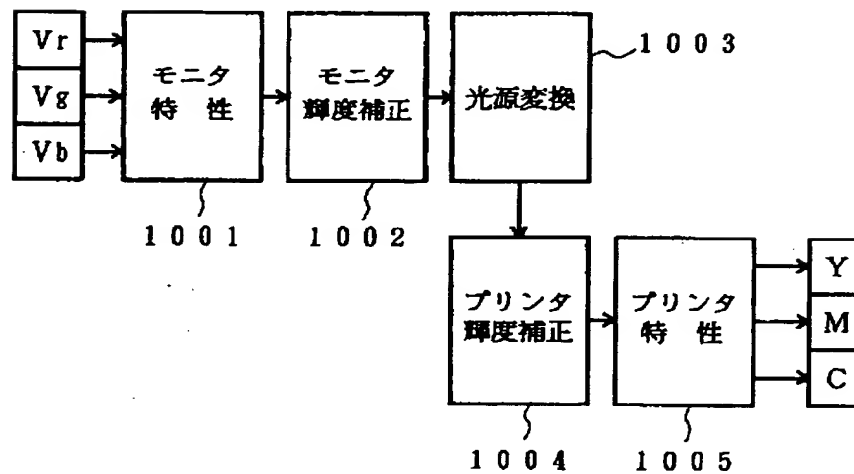 Vr
Vg
Vb
モニタ
特 性
1001
モニタ
輝度補正
1002
光源変換
1003
プリンタ
輝度補正
1004
プリンタ
特 性
1005
Y
M
C